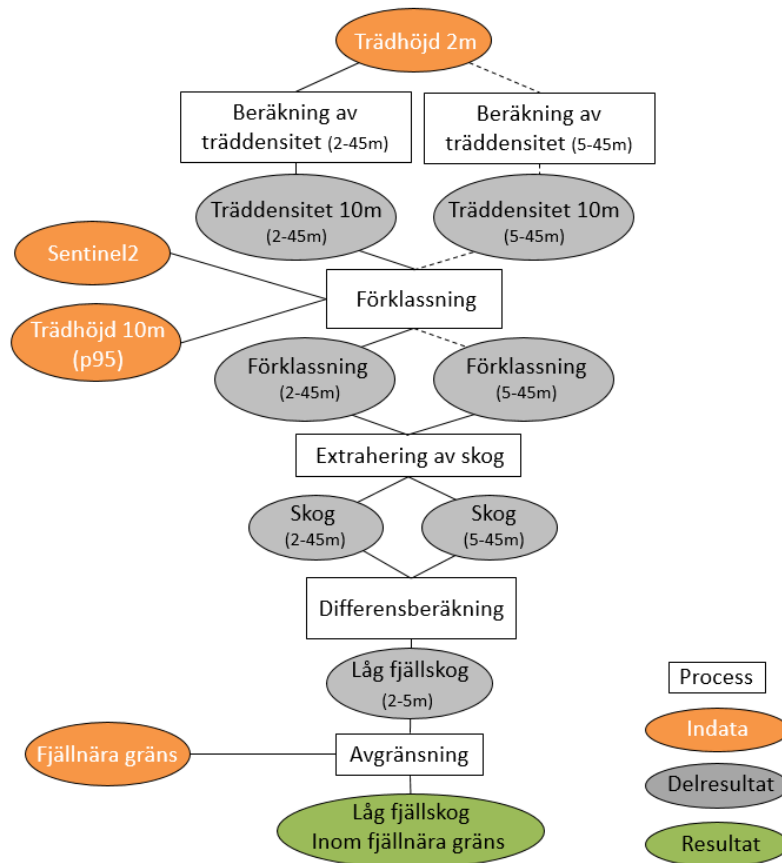 Trädhöjd 2m
Beräkning av
träddensitet (2-45m)
Beräkning av
träddensitet (5-45m)
Träddensitet 10m
(2-45m)
Träddensitet 10m
(5-45m)
Sentinel2
Förklassning
Trädhöjd 10m
(p95)
Förklassning
(2-45m)
Förklassning
(5-45m)
Extrahering av skog
Skog
(2-45m)
Skog
(5-45m)
Differensberäkning
Låg fjällskog
(2-5m)
Fjällnära gräns
Avgränsning
Låg fjällskog
Inom fjällnära gräns
Process
Indata
Delresultat
Resultat